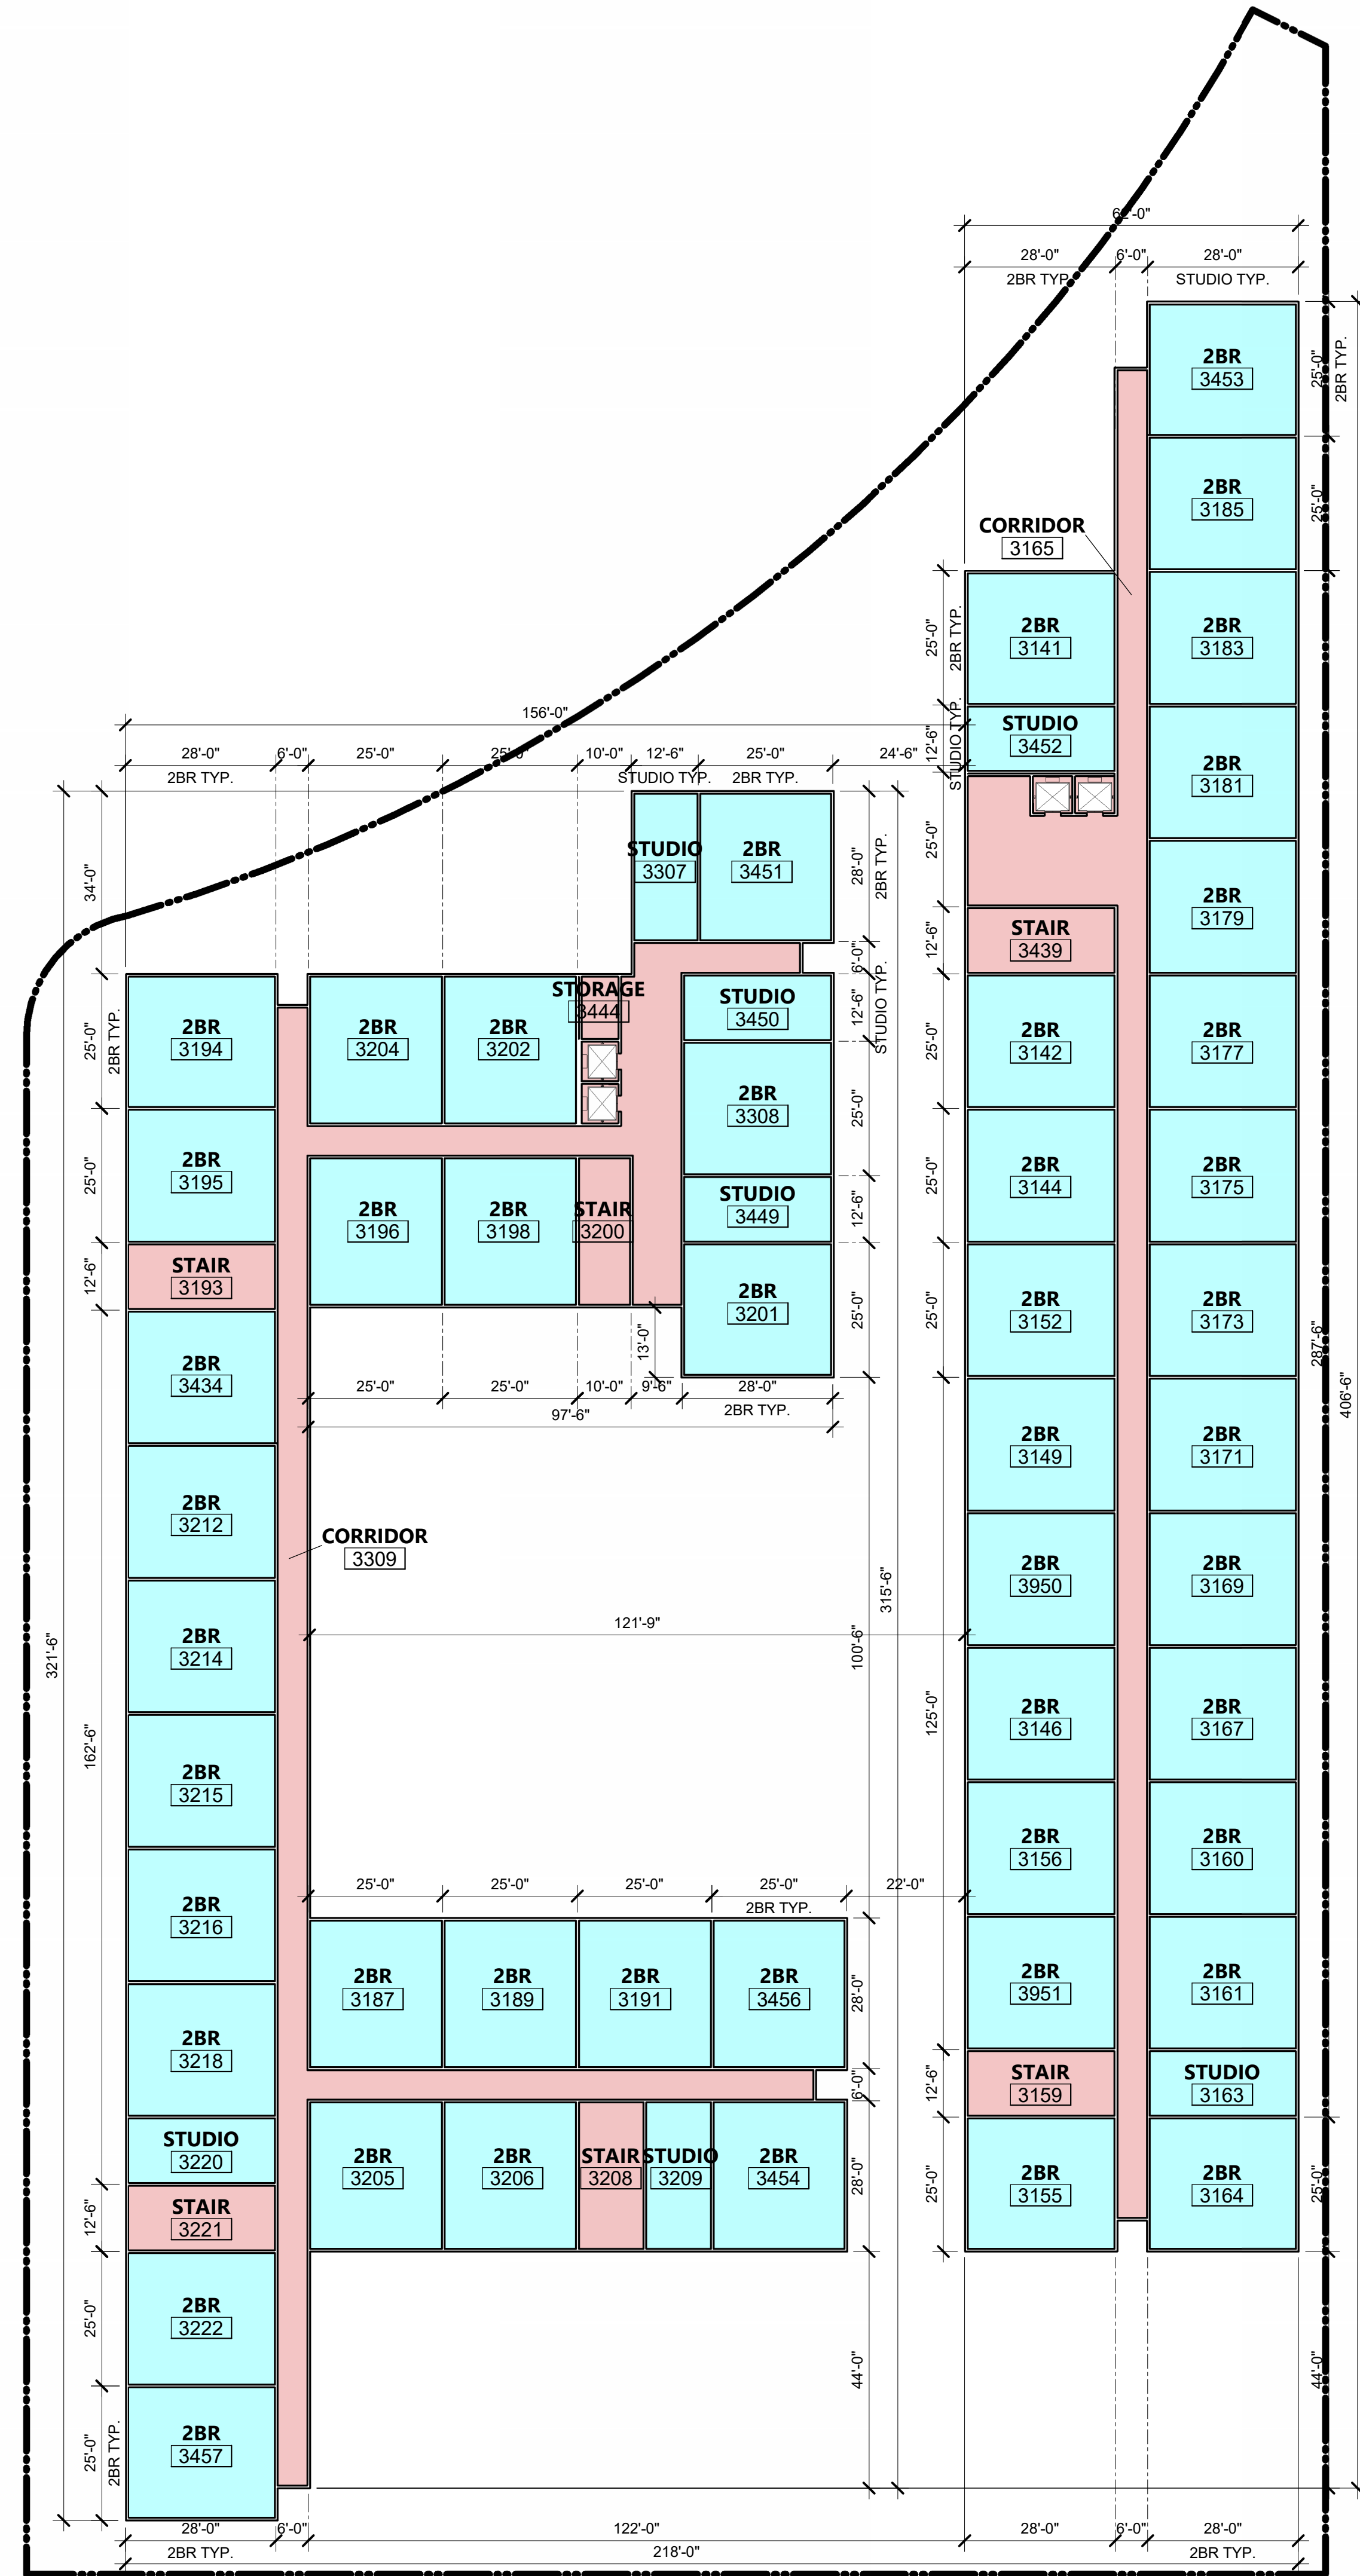 62'-0"
28'-0" 6'-0" 28'-0"
2BR TYP. STUDIO TYP.
2BR
3453
25'-0"
2BR TYP.
2BR
3185
25'-0"
CORRIDOR
3165
2BR
3141
25'-0"
2BR TYP.
2BR
3183
STUDIO
3452
12'-6"
STUDIO TYP.
2BR
3181
25'-0"
2BR
3179
STAIR
3439
12'-6"
156'-0"
28'-0" 6'-0" 25'-0" 25'-0" 10'-0" 12'-6" 25'-0" 24'-6"
2BR TYP. STUDIO TYP. 2BR TYP.
34'-0"
STUDIO
3307
2BR
3451
28'-0"
2BR TYP.
6'-0"
STUDIO TYP.
2BR
3194
25'-0"
2BR TYP.
2BR
3204
2BR
3202
STORAGE
3444
STUDIO
3450
12'-6"
2BR
3308
25'-0"
2BR
3195
25'-0"
2BR
3196
2BR
3198
STAIR
3200
STUDIO
3449
12'-6"
2BR
3201
25'-0"
STAIR
3193
12'-6"
13'-0"
25'-0" 25'-0" 10'-0" 9'-6" 28'-0"
2BR TYP.
97'-6"
2BR
3142
25'-0"
2BR
3177
2BR
3144
25'-0"
2BR
3175
2BR
3152
25'-0"
2BR
3173
287'-6"
406'-6"
2BR
3149
2BR
3171
2BR
3950
2BR
3169
2BR
3146
2BR
3167
125'-0"
2BR
3156
2BR
3160
2BR
3951
2BR
3161
STAIR
3159
12'-6"
STUDIO
3163
2BR
3155
25'-0"
2BR
3164
25'-0"
2BR
3434
2BR
3212
CORRIDOR
3309
2BR
3214
321'-6"
162'-6"
121'-9"
100'-6"
315'-6"
2BR
3215
2BR
3216
2BR
3218
25'-0" 25'-0" 25'-0" 25'-0" 22'-0"
2BR TYP.
2BR
3187
2BR
3189
2BR
3191
2BR
3456
28'-0"
6'-0"
STUDIO
3220
STAIR
3221
12'-6"
2BR
3205
2BR
3206
STAIR
3208
STUDIO
3209
2BR
3454
28'-0"
2BR
3222
25'-0"
44'-0"
44'-0"
2BR
3457
25'-0"
2BR TYP.
28'-0" 6'-0" 122'-0" 28'-0" 6'-0" 28'-0"
2BR TYP. 218'-0" 2BR TYP.